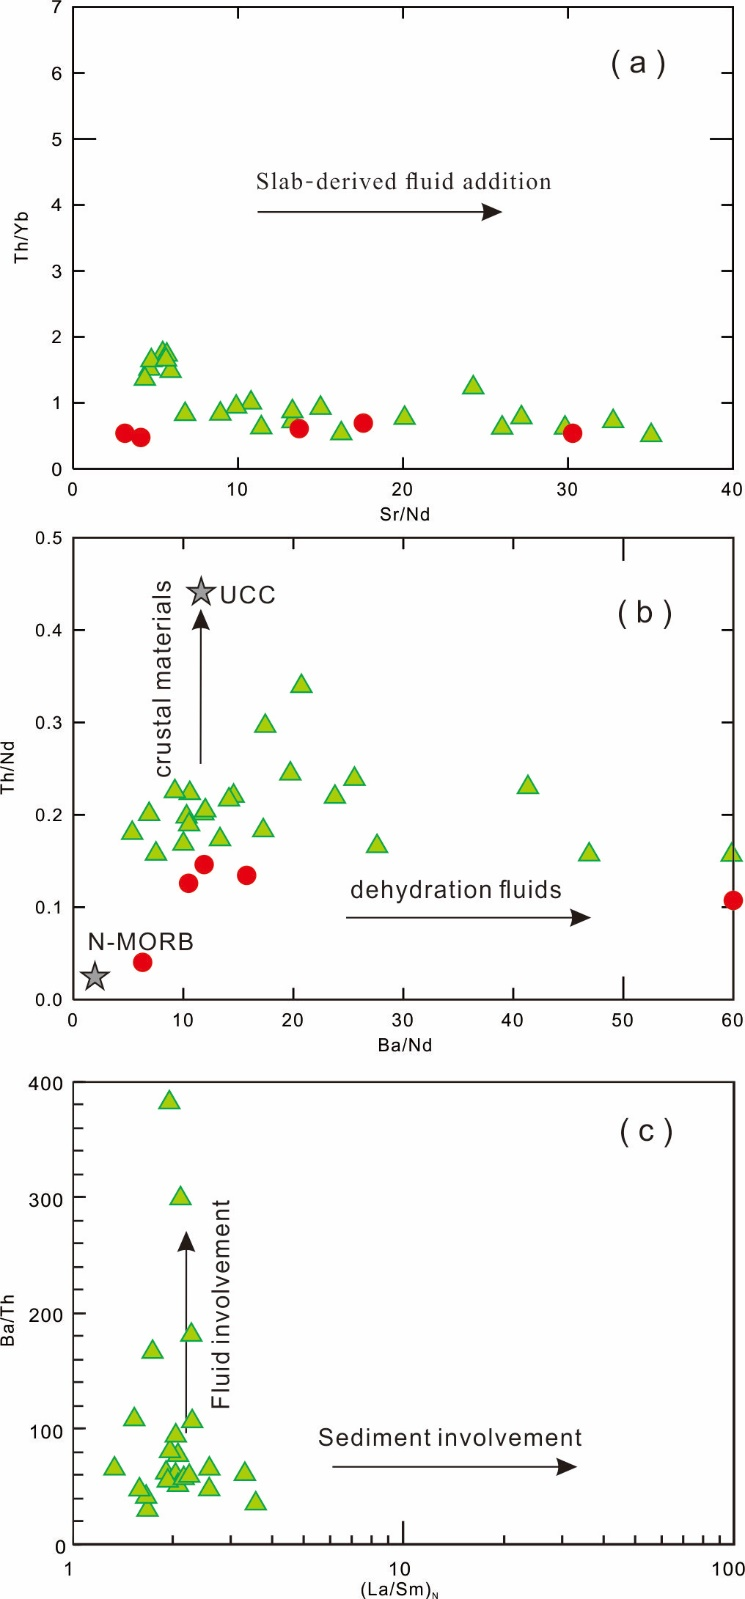 7
( a )
6
5
Slab-derived fluid addition
4
Th/Yb
3
2
1
0
0 10 20 30 40
Sr/Nd
0.5
UCC
( b )
crustal materials
0.4
0.3
Th/Nd
0.2
dehydration fluids
0.1
N-MORB
0.0
0 10 20 30 40 50 60
Ba/Nd
400
( c )
300
Fluid involvement
Ba/Th
200
100
Sediment involvement
0
1 10 100
(La/Sm)N